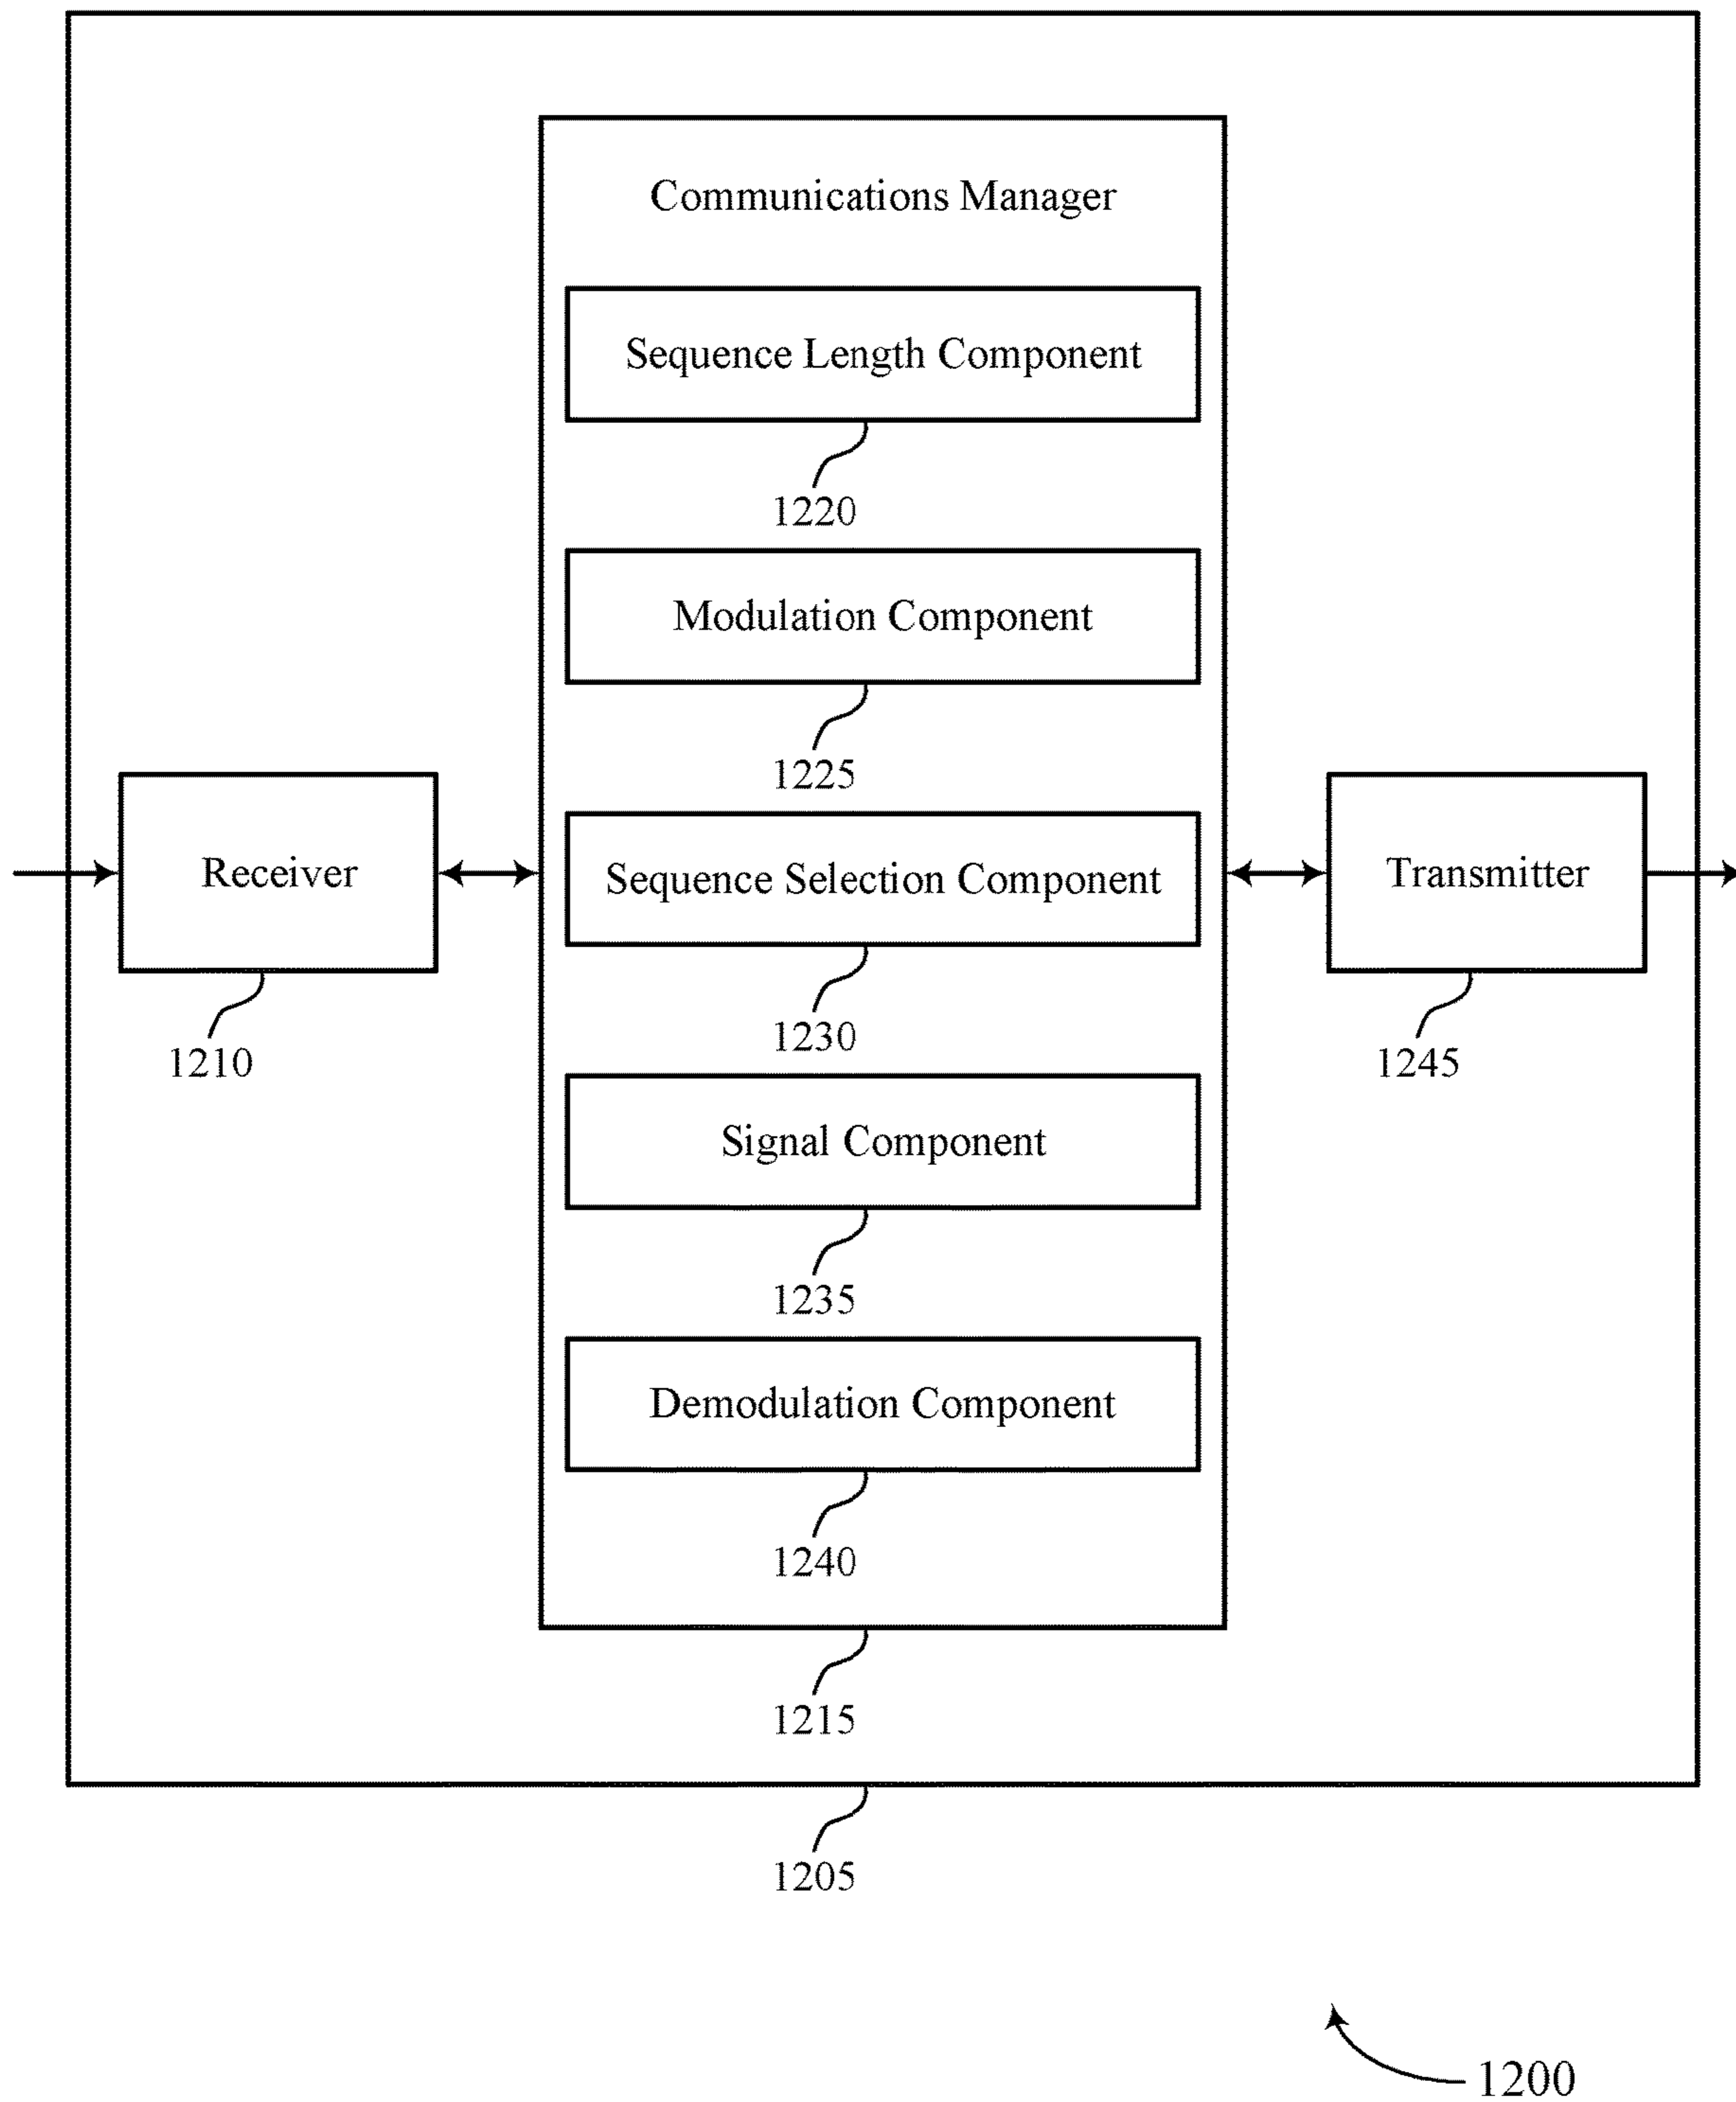 Communications Manager
Sequence Length Component
1220
Modulation Component
1225
Receiver
1210
Sequence Selection Component
1230
Transmitter
1245
Signal Component
1235
Demodulation Component
1240
1215
1205
1200